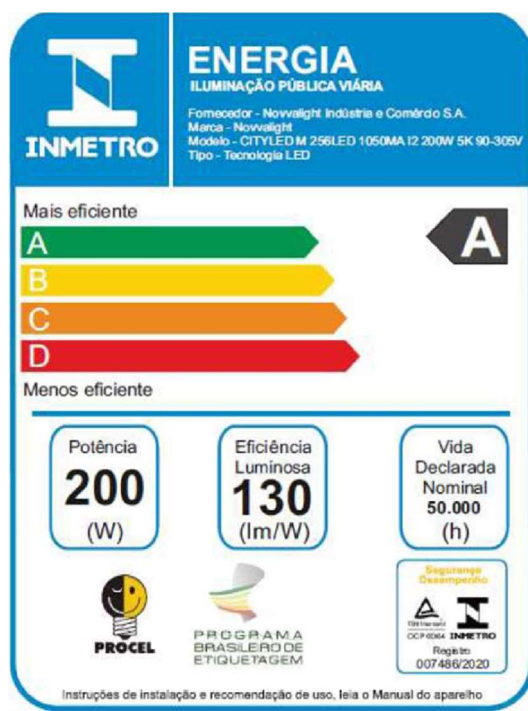 INMETRO
ENERGIA
ILUMINAÇÃO PÚBLICA VIÁRIA
Fornecedor - Novvalight Indústria e Comércio S.A.
Marca - Novvalight
Modelo - CITYLED M 256LED 1050MA I2 200W 5K 90-305V
Tipo - Tecnologia LED
Mais eficiente
A
A
B
C
D
Menos eficiente
Potência
200
(W)
Eficiência
Luminosa
130
(lm/W)
Vida
Declarada
Nominal
50.000
(h)
PROCEL
PROGRAMA
BRASILEIRO DE
ETIQUETAGEM
Segurança
Desempenho
OCP 0004 INMETRO
Registro
007486/2020
Instruções de instalação e recomendação de uso, leia o Manual do aparelho